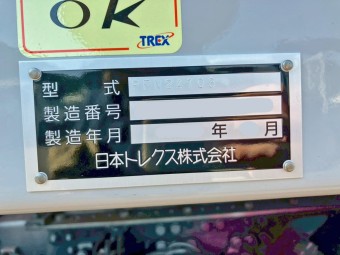 OK
TREX
型式
製造番号
製造年月 年 月
日本トレクス株式会社